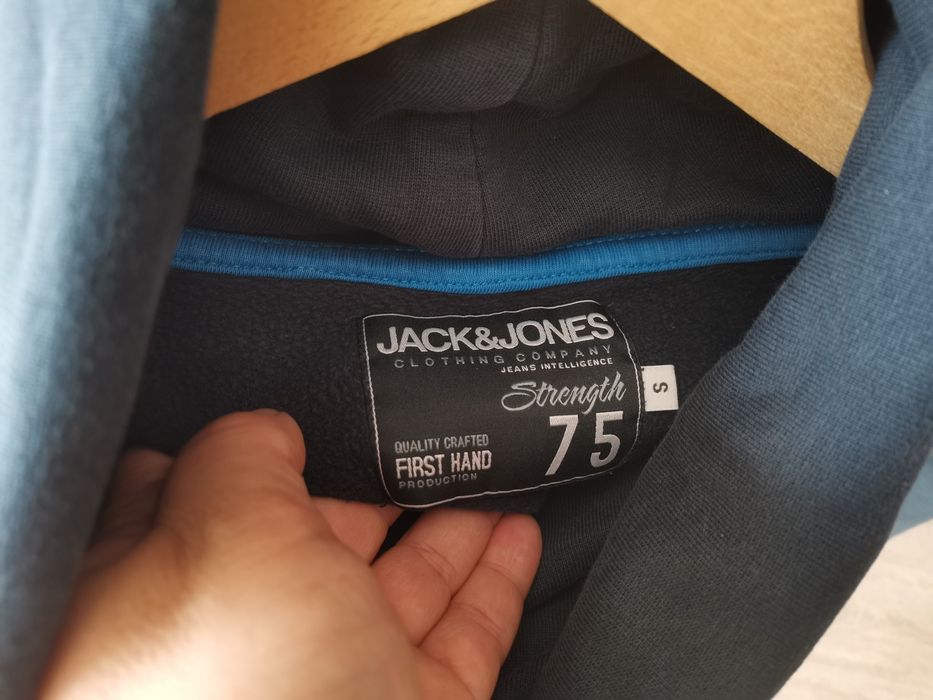 JACK&JONES
CLOTHING COMPANY
JEANS INTELLIGENCE
Strength
75
QUALITY CRAFTED
FIRST HAND
PRODUCTION
S